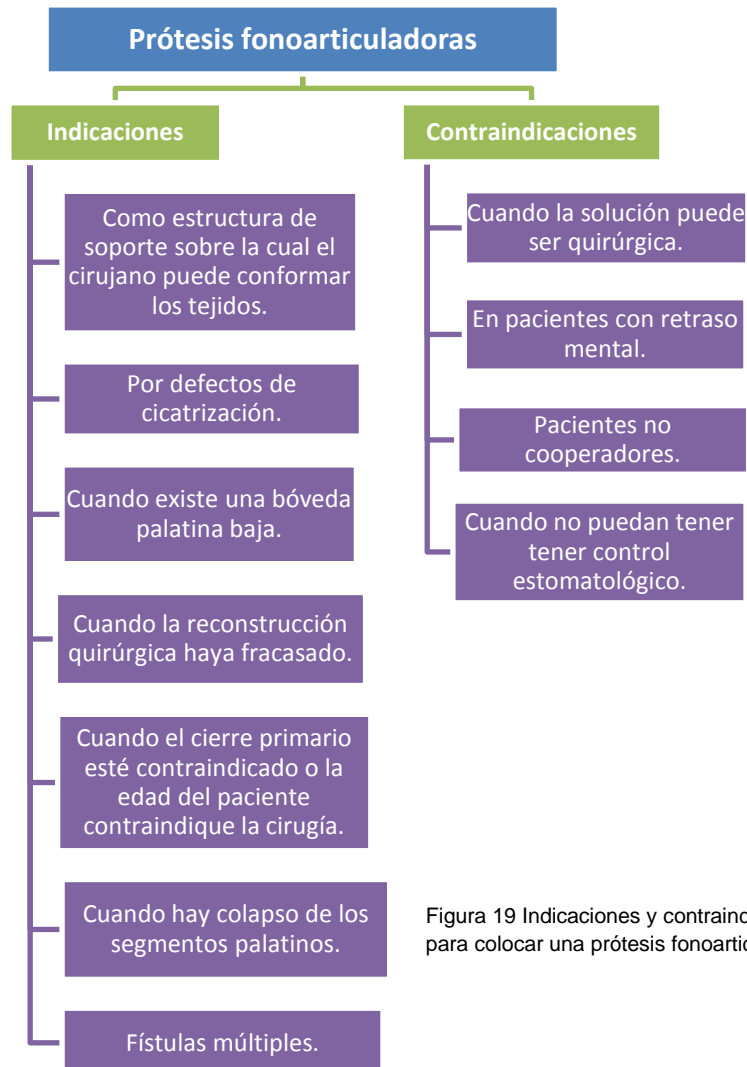 Prótesis fonoarticuladoras
Indicaciones
Como estructura de
soporte sobre la cual el
cirujano puede conformar
los tejidos.
Por defectos de
cicatrización.
Cuando existe una bóveda
palatina baja.
Cuando la reconstrucción
quirúrgica haya fracasado.
Cuando el cierre primario
esté contraindicado o la
edad del paciente
contraindique la cirugía.
Cuando hay colapso de los
segmentos palatinos.
Fístulas múltiples.
Contraindicaciones
Cuando la solución puede
ser quirúrgica.
En pacientes con retraso
mental.
Pacientes no
cooperadores.
Cuando no puedan tener
tener control
estomatológico.
Figura 19 Indicaciones y
para colocar una prótesis